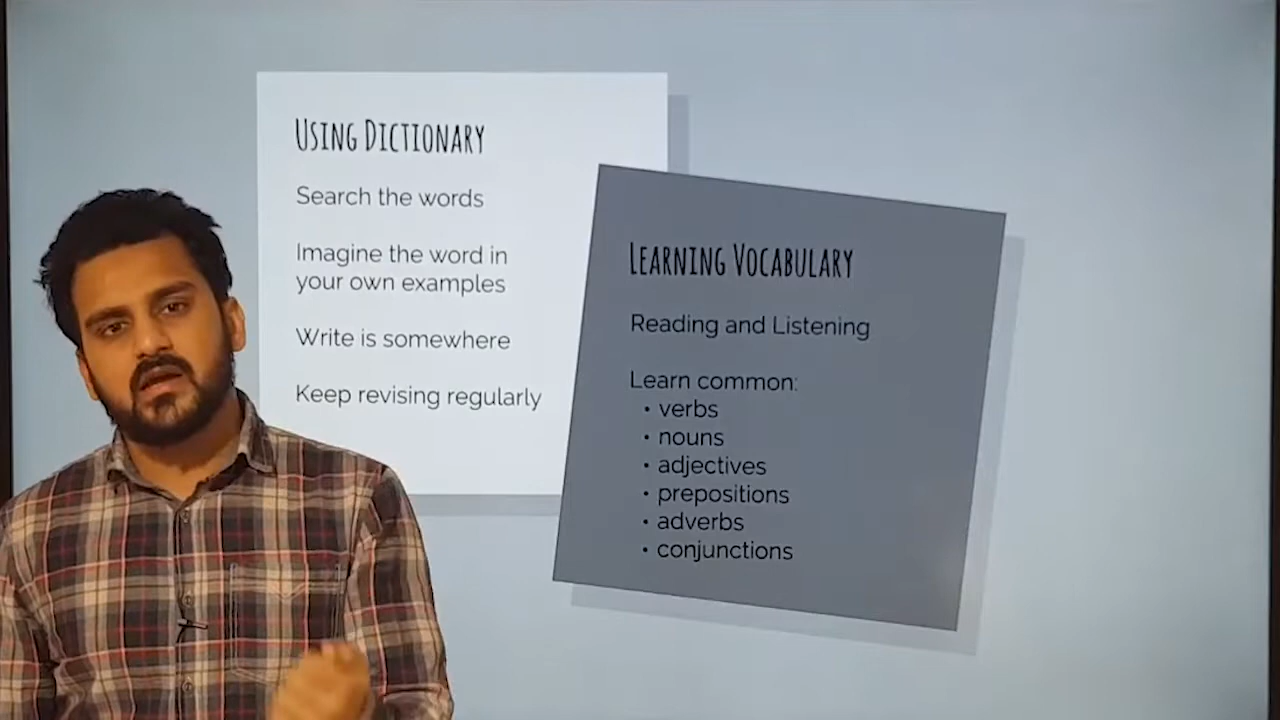 USING DICTIONARY
Search the words
Imagine the word in
your own examples
Write is somewhere
Keep revising regularly
LEARNING VOCABULARY
Reading and Listening
Learn common:
• verbs
• nouns
• adjectives
• prepositions
• adverbs
• conjunctions